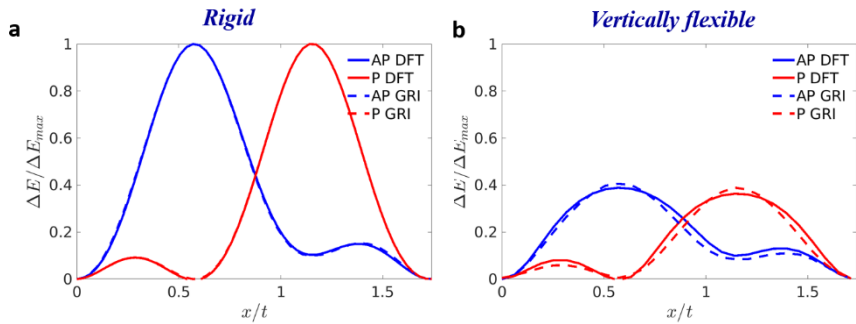 Rigid
Vertically flexible
a
b
1
0.8
0.6
0.4
0.2
0
ΔE/ΔE_max
AP DFT
P DFT
AP GRI
P GRI
0 0.5 1 1.5
x/t
1
0.8
0.6
0.4
0.2
0
ΔE/ΔE_max
AP DFT
P DFT
AP GRI
P GRI
0 0.5 1 1.5
x/t